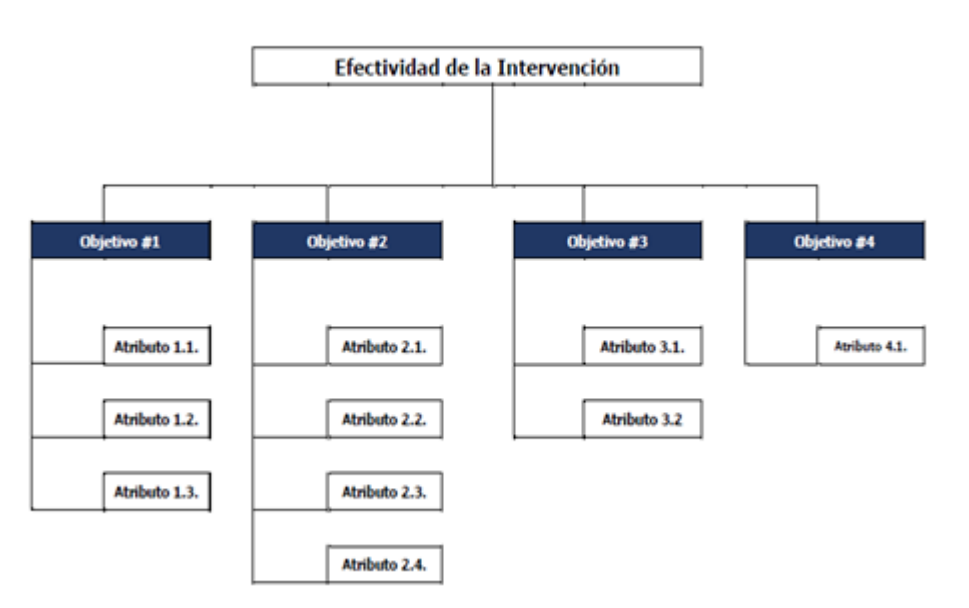 Efectividad de la Intervención
Objetivo #1
Objetivo #2
Objetivo #3
Objetivo #4
Atributo 1.1.
Atributo 2.1.
Atributo 3.1.
Atributo 4.1.
Atributo 1.2.
Atributo 2.2.
Atributo 3.2
Atributo 1.3.
Atributo 2.3.
Atributo 2.4.